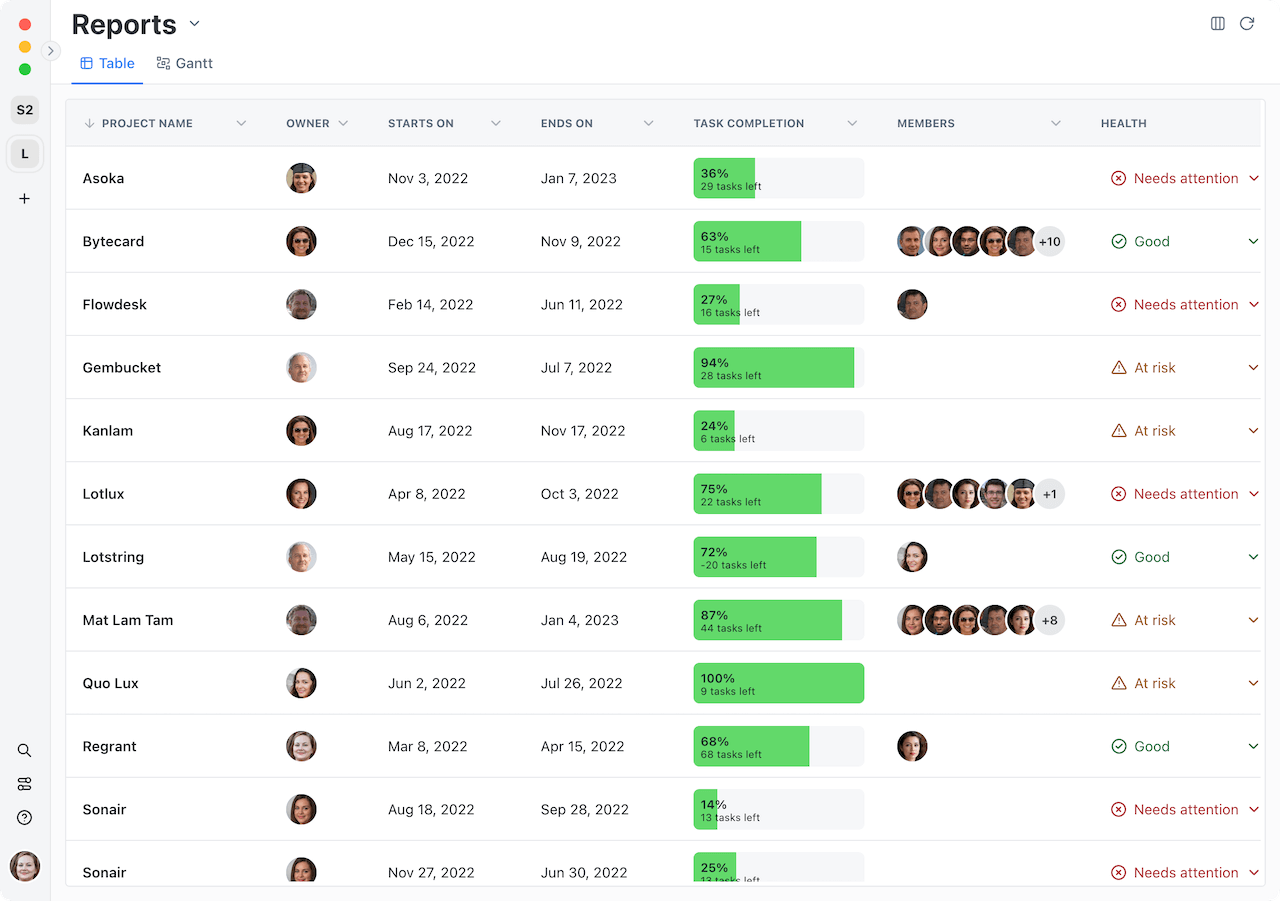 Reports
Table Gantt
S2
L
PROJECT NAME OWNER STARTS ON ENDS ON TASK COMPLETION MEMBERS HEALTH
Asoka Nov 3, 2022 Jan 7, 2023 36% Needs attention
29 tasks left
Bytecard Dec 15, 2022 Nov 9, 2022 63% +10 Good
15 tasks left
Flowdesk Feb 14, 2022 Jun 11, 2022 27% Needs attention
16 tasks left
Gembucket Sep 24, 2022 Jul 7, 2022 94% At risk
28 tasks left
Kanlam Aug 17, 2022 Nov 17, 2022 24% At risk
6 tasks left
Lotlux Apr 8, 2022 Oct 3, 2022 75% +1 Needs attention
22 tasks left
Lotstring May 15, 2022 Aug 19, 2022 72% Good
-20 tasks left
Mat Lam Tam Aug 6, 2022 Jan 4, 2023 87% +8 At risk
44 tasks left
Quo Lux Jun 2, 2022 Jul 26, 2022 100% At risk
9 tasks left
Regrant Mar 8, 2022 Apr 15, 2022 68% Good
68 tasks left
Sonair Aug 18, 2022 Sep 28, 2022 14% Needs attention
13 tasks left
Sonair Nov 27, 2022 Jun 30, 2022 25% Needs attention
13 tasks left